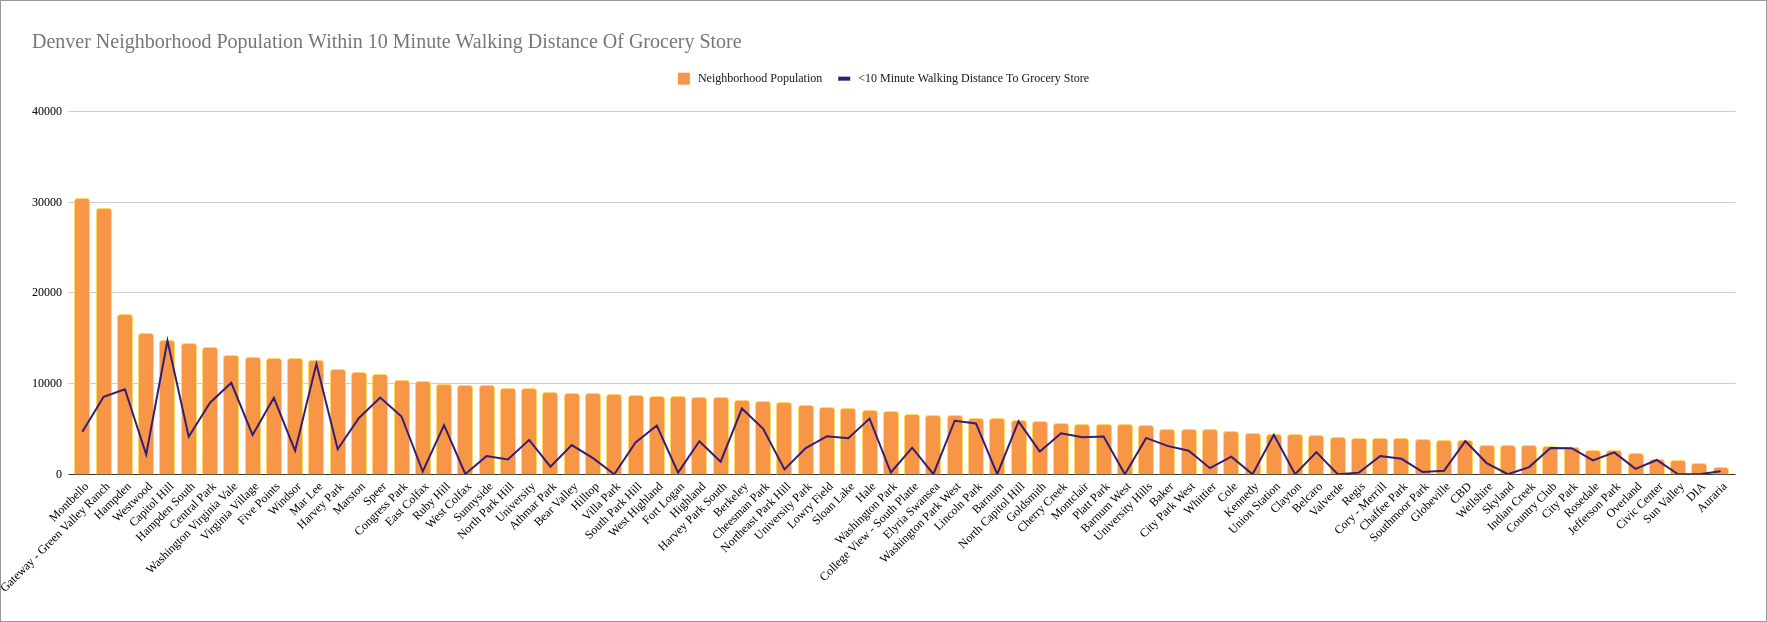 Denver Neighborhood Population Within 10 Minute Walking Distance Of Grocery Store
Neighborhood Population
<10 Minute Walking Distance To Grocery Store
40000
30000
20000
10000
0
Montbello
Gateway - Green Valley Ranch
Hampden
Westwood
Capitol Hill
Hampden South
Central Park
Washington Virginia Vale
Virginia Village
Five Points
Windsor
Mar Lee
Harvey Park
Marston
Speer
Congress Park
East Colfax
Ruby Hill
West Colfax
Sunnyside
North Park Hill
University
Athmar Park
Bear Valley
Hilltop
Villa Park
South Park Hill
West Highland
Fort Logan
Highland
Harvey Park South
Berkeley
Cheesman Park
Northeast Park Hill
University Park
Lowry Field
Sloan Lake
Hale
Washington Park
College View - South Platte
Elyria Swansea
Washington Park West
Lincoln Park
Barnum
North Capitol Hill
Goldsmith
Cherry Creek
Montclair
Platt Park
Barnum West
University Hills
Baker
City Park West
Whittier
Cole
Kennedy
Union Station
Clayton
Belcaro
Valverde
Regis
Cory - Merrill
Chaffee Park
Southmoor Park
Globeville
CBD
Wellshire
Skyland
Indian Creek
Country Club
City Park
Rosedale
Jefferson Park
Overland
Civic Center
Sun Valley
DIA
Auraria